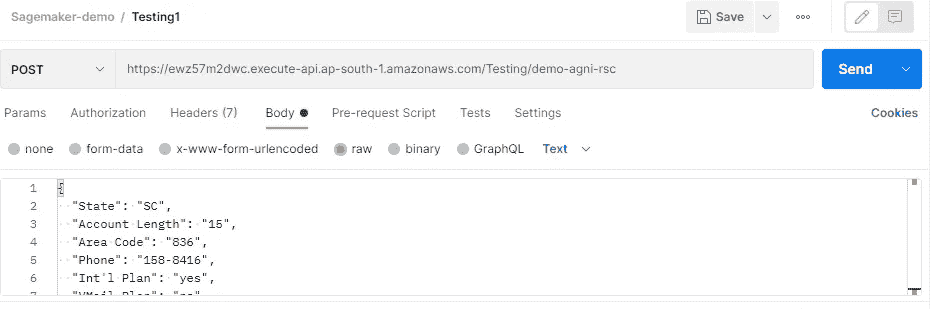 Sagemaker-demo / Testing1 Save
POST https://ewz57m2dwc.execute-api.ap-south-1.amazonaws.com/Testing/demo-agni-rsc Send
Params Authorization Headers (7) Body Pre-request Script Tests Settings Cookies
none form-data x-www-form-urlencoded raw binary GraphQL Text
1 {
2 "State": "SC",
3 "Account Length": "15",
4 "Area Code": "836",
5 "Phone": "158-8416",
6 "Int'l Plan": "yes",
7 "VMail Plan": "no"